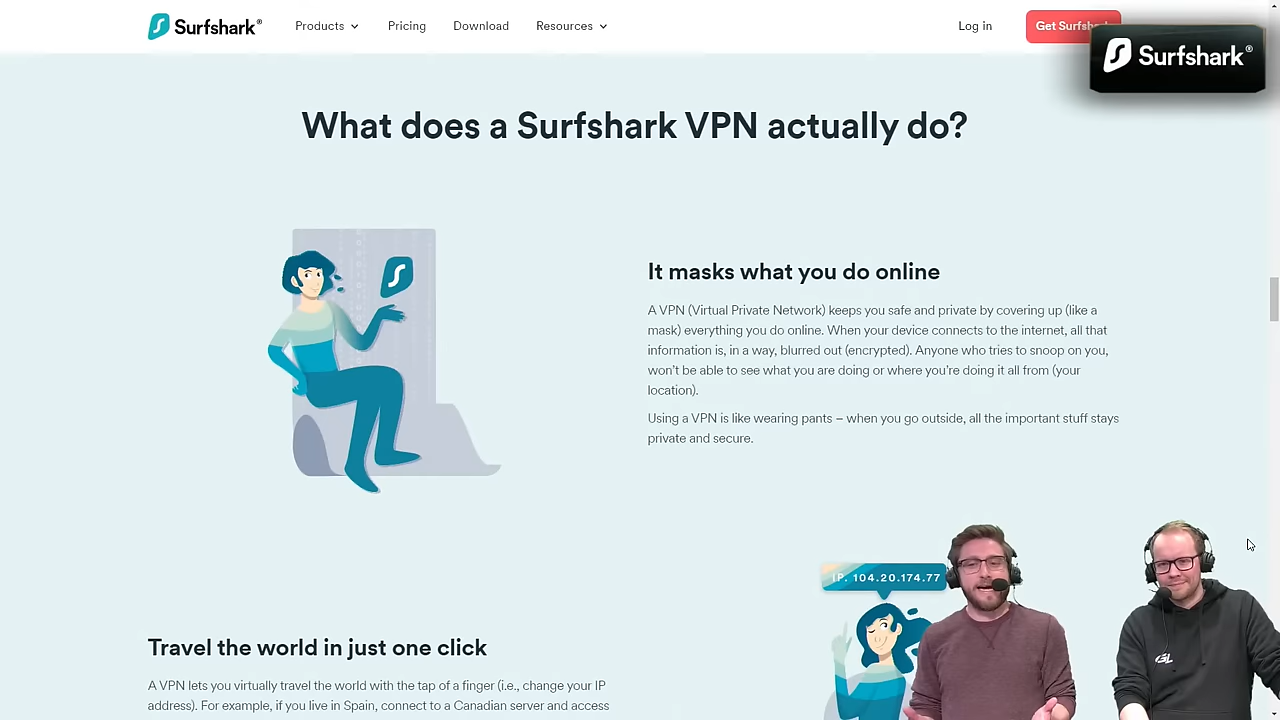 Surfshark®
Products
Pricing
Download
Resources
Log in
Get Surfsh
Surfshark®
What does a Surfshark VPN actually do?
It masks what you do online
A VPN (Virtual Private Network) keeps you safe and private by covering up (like a
mask) everything you do online. When your device connects to the internet, all that
information is, in a way, blurred out (encrypted). Anyone who tries to snoop on you,
won't be able to see what you are doing or where you're doing it all from (your
location).
Using a VPN is like wearing pants – when you go outside, all the important stuff stays
private and secure.
IP. 104.20.174.77
Travel the world in just one click
A VPN lets you virtually travel the world with the tap of a finger (i.e., change your IP
address). For example, if you live in Spain, connect to a Canadian server and access